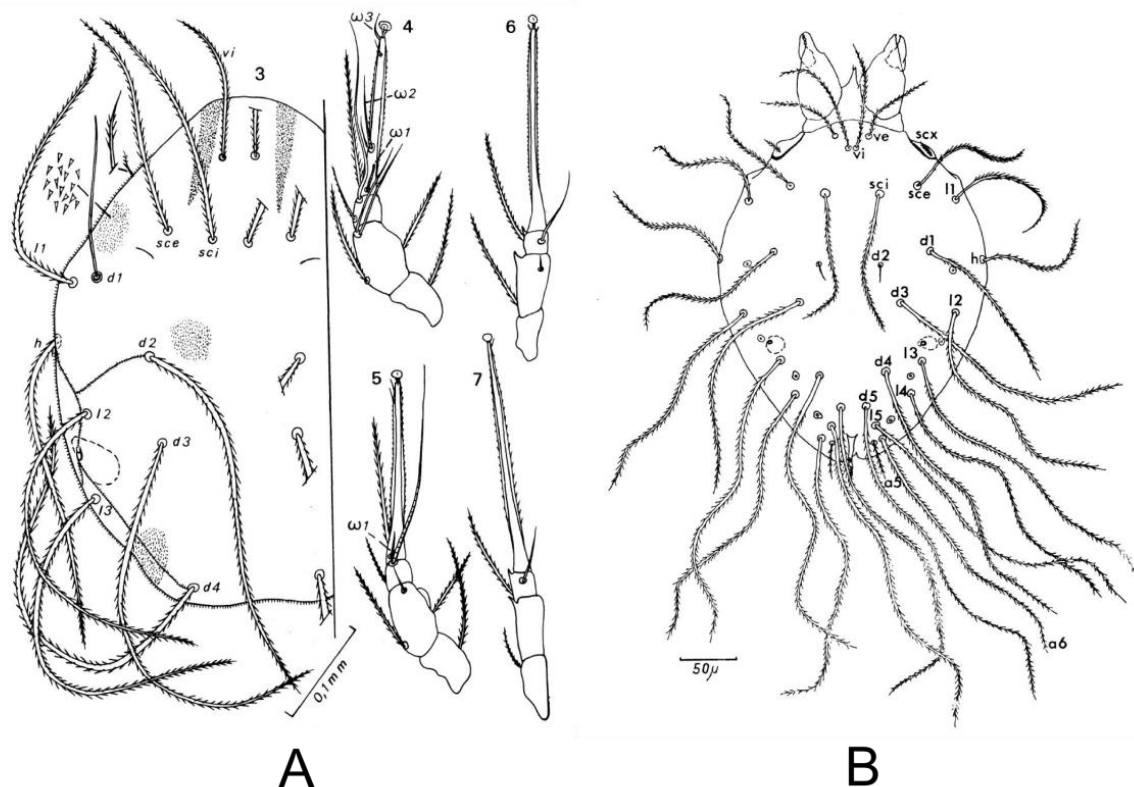 ω3
4
6
vi
3
ω2
ω1
l1
sce
sci
d1
h
d2
l2
d3
l3
d4
0,1mm
5
7
ω1
A
scx
ve
vi
sci
sce
l1
d1
h
d2
d3
l2
d4
l3
l4
d5
l5
a5
a6
50μ
B